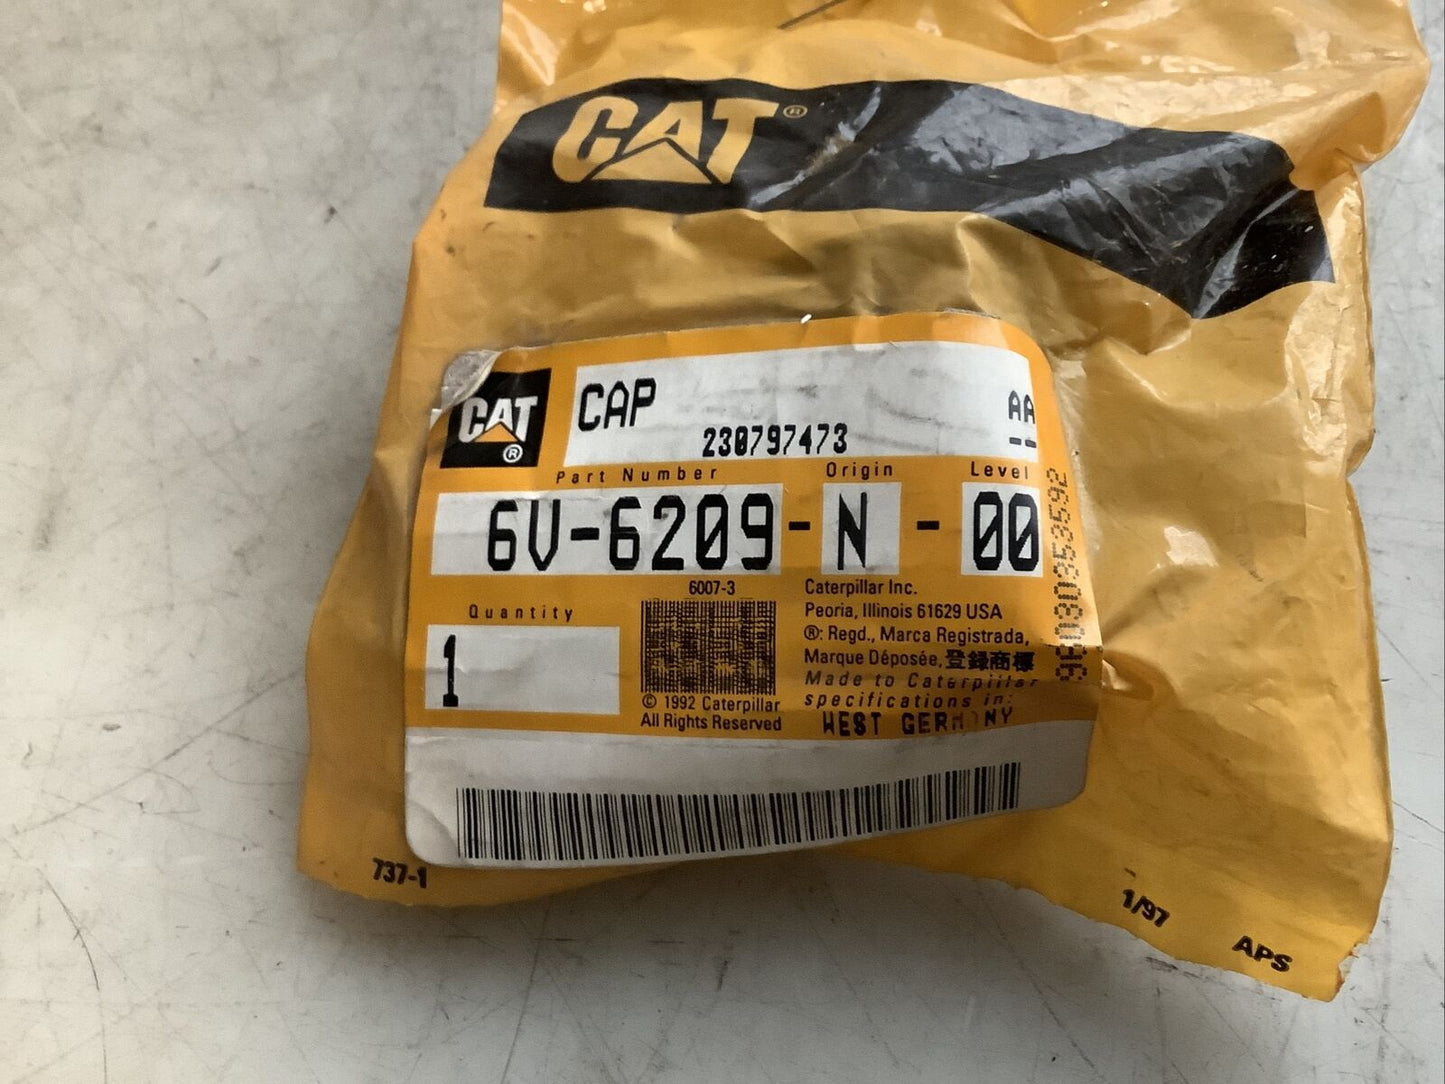 CAT®
CAT®
CAP
AA
230797473
--
Part Number Origin Level
6V-6209-N-00
6007-3
Quantity
1
© 1992 Caterpillar
All Rights Reserved
Caterpillar Inc.
Peoria, Illinois 61629 USA
®: Regd., Marca Registrada,
Marque Déposée, 登録商標
Made to Caterpillar
specifications in:
WEST GERMANY
960303S3592
737-1
1/97
APS